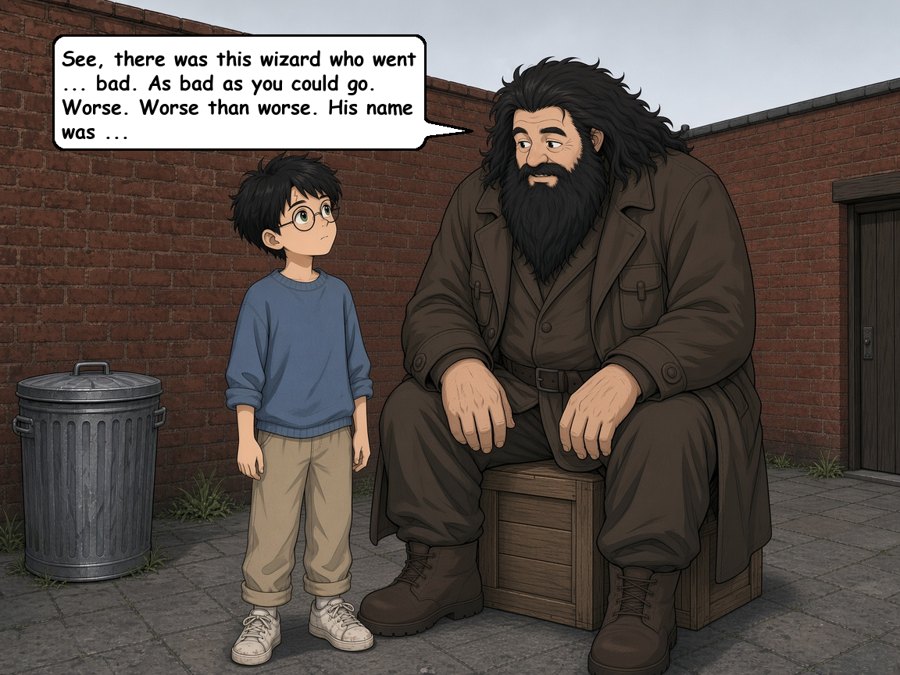 See, there was this wizard who went
... bad. As bad as you could go.
Worse. Worse than worse. His name
was ...